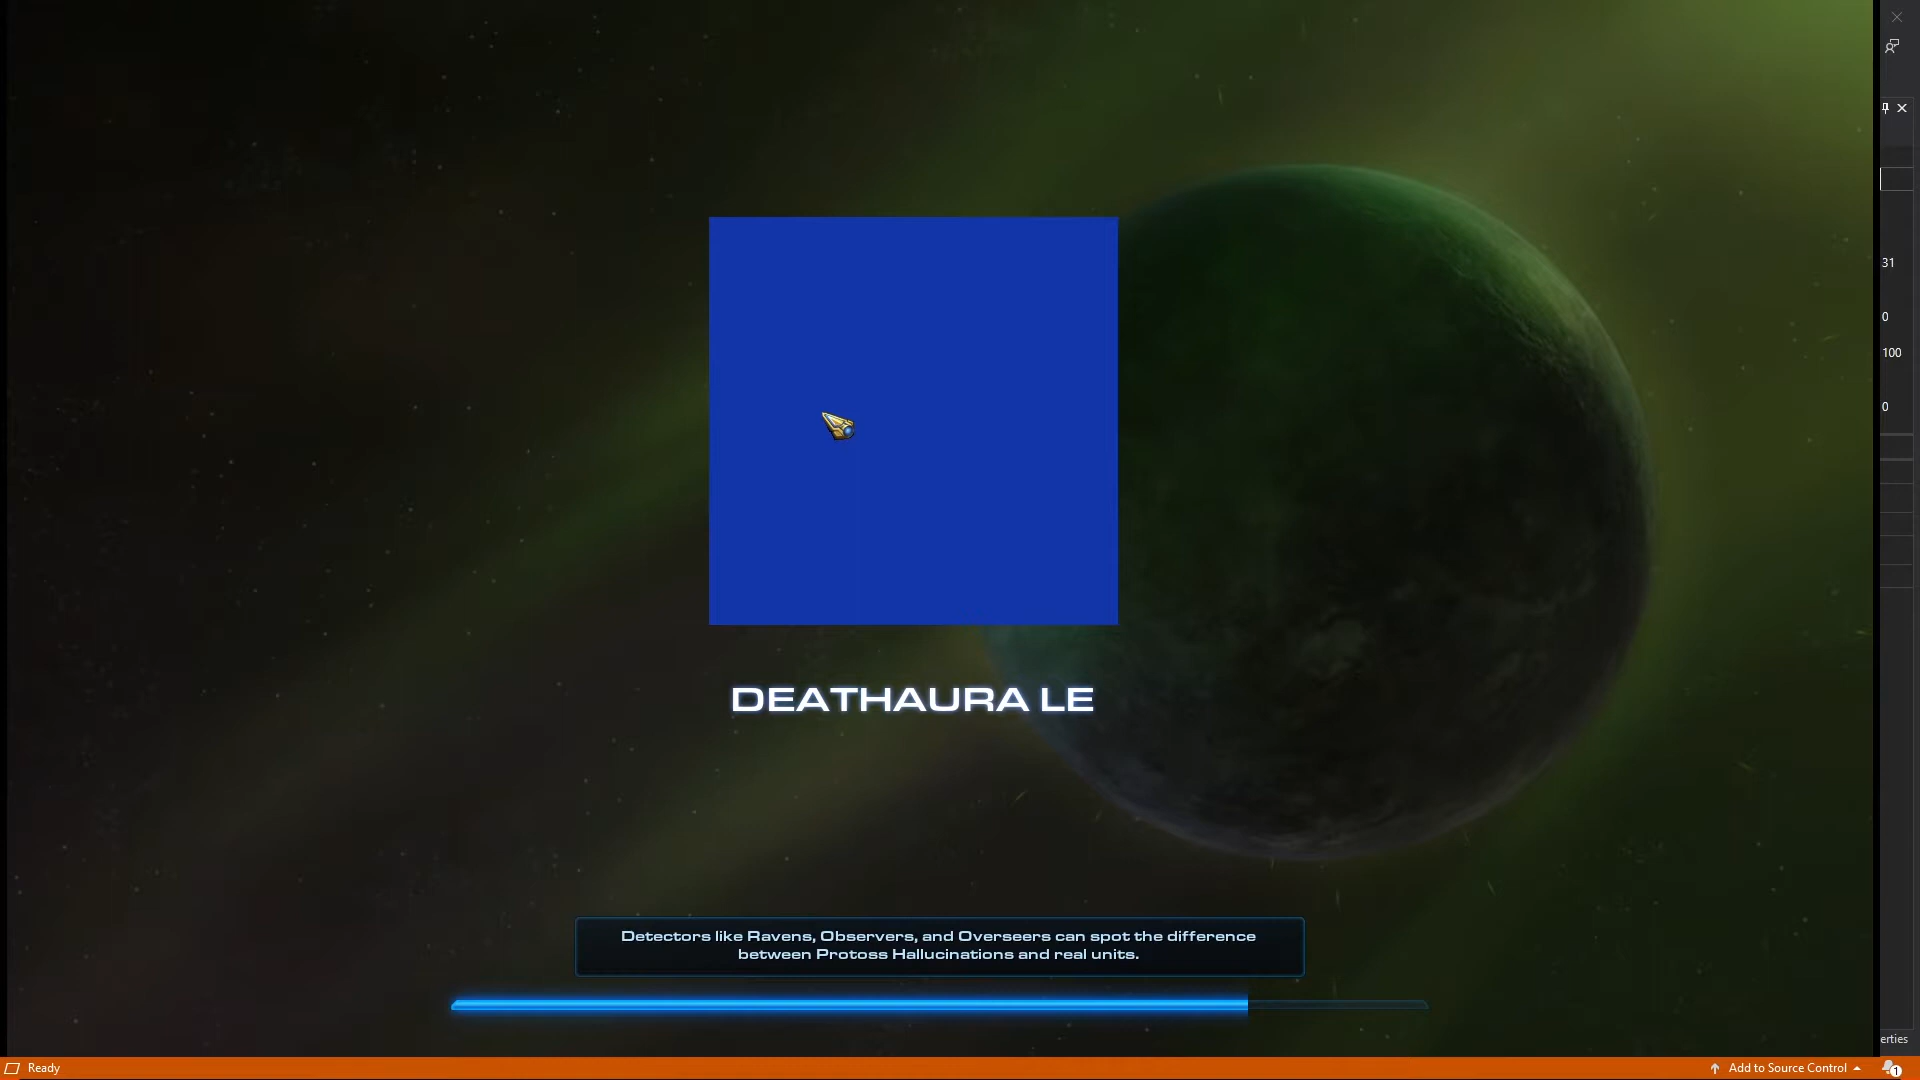 31
0
100
0
DEATHAURA LE
Detectors like Ravens, Observers, and Overseers can spot the difference
between Protoss Hallucinations and real units.
erties
Ready
Add to Source Control
1